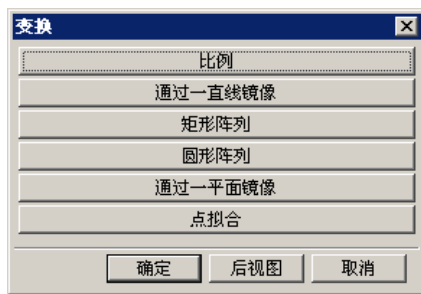 变换
比例
通过一直线镜像
矩形阵列
圆形阵列
通过一平面镜像
点拟合
确定 后视图 取消